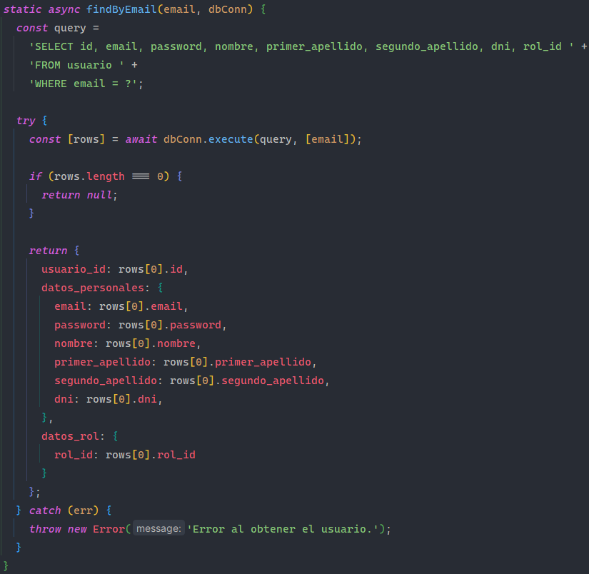 static async findByEmail(email, dbConn) {
const query =
'SELECT id, email, password, nombre, primer_apellido, segundo_apellido, dni, rol_id ' +
'FROM usuario ' +
'WHERE email = ?';
try {
const [rows] = await dbConn.execute(query, [email]);
if (rows.length === 0) {
return null;
}
return {
usuario_id: rows[0].id,
datos_personales: {
email: rows[0].email,
password: rows[0].password,
nombre: rows[0].nombre,
primer_apellido: rows[0].primer_apellido,
segundo_apellido: rows[0].segundo_apellido,
dni: rows[0].dni,
},
datos_rol: {
rol_id: rows[0].rol_id
}
};
} catch (err) {
throw new Error( message: 'Error al obtener el usuario.');
}
}